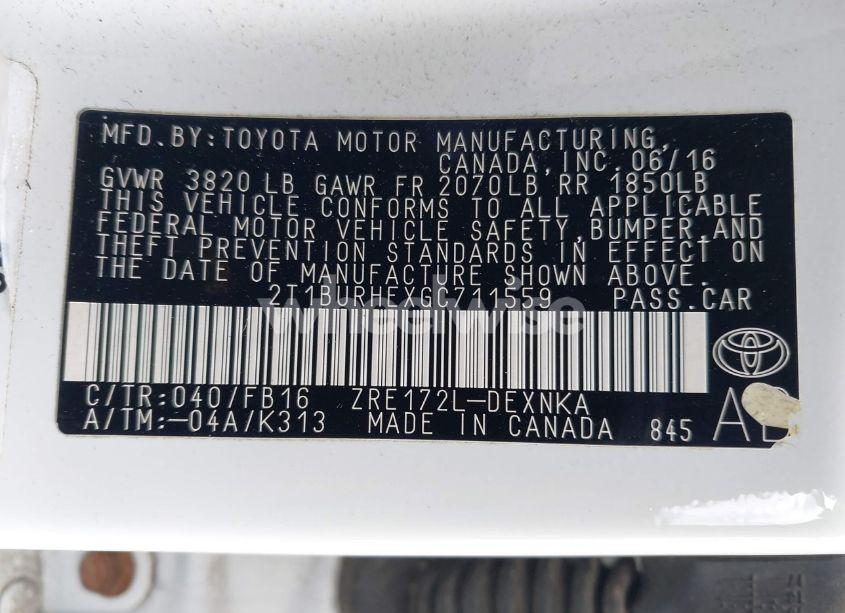 MFD. BY: TOYOTA MOTOR MANUFACTURING,
CANADA, INC. 06/16
GVWR 3820 LB GAWR FR 2070LB RR 1850LB
THIS VEHICLE CONFORMS TO ALL APPLICABLE
FEDERAL MOTOR VEHICLE SAFETY, BUMPER, AND
THEFT PREVENTION STANDARDS IN EFFECT ON
THE DATE OF MANUFACTURE SHOWN ABOVE.
2T1BURHEXGC711559 PASS.CAR
wheelwise
C/TR: 040/FB16 ZRE172L-DEXNKA
A/TM: -04A/K313 MADE IN CANADA 845